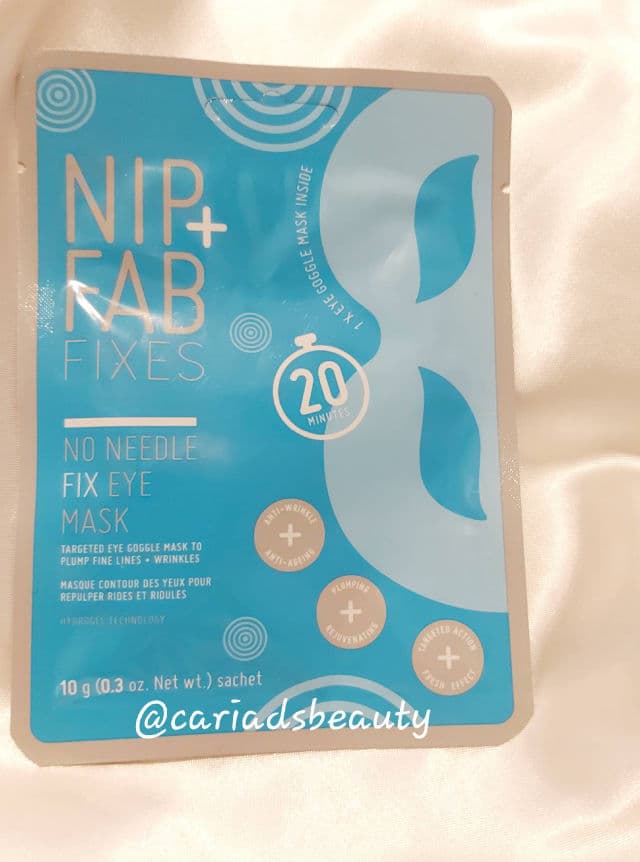 NIP+
FAB
FIXES
1 X EYE GOGGLE MASK INSIDE
20
MINUTES
NO NEEDLE
FIX EYE
MASK
TARGETED EYE GOGGLE MASK TO
PLUMP FINE LINES + WRINKLES
MASQUE CONTOUR DES YEUX POUR
REPULPER RIDES ET RIDULES
HYDROGEL TECHNOLOGY
ANTI-WRINKLE
+
ANTI-AGEING
PLUMPING
+
REJUVENATING
TARGETED ACTION
+
FRESH EFFECT
10 g (0.3 oz. Net wt.) sachet
@cariadsbeauty